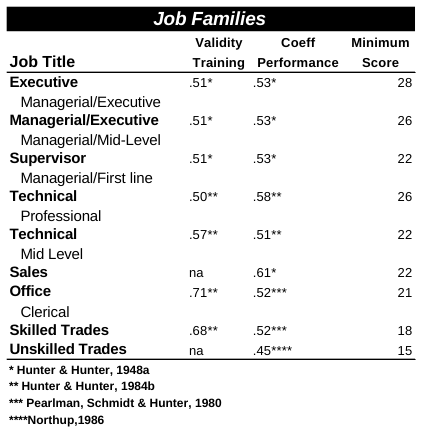 Job Families
Validity Coeff Minimum
Job Title Training Performance Score
Executive .51* .53* 28
Managerial/Executive
Managerial/Executive .51* .53* 26
Managerial/Mid-Level
Supervisor .51* .53* 22
Managerial/First line
Technical .50** .58** 26
Professional
Technical .57** .51** 22
Mid Level
Sales na .61* 22
Office .71** .52*** 21
Clerical
Skilled Trades .68** .52*** 18
Unskilled Trades na .45**** 15
* Hunter & Hunter, 1948a
** Hunter & Hunter, 1984b
*** Pearlman, Schmidt & Hunter, 1980
****Northup,1986